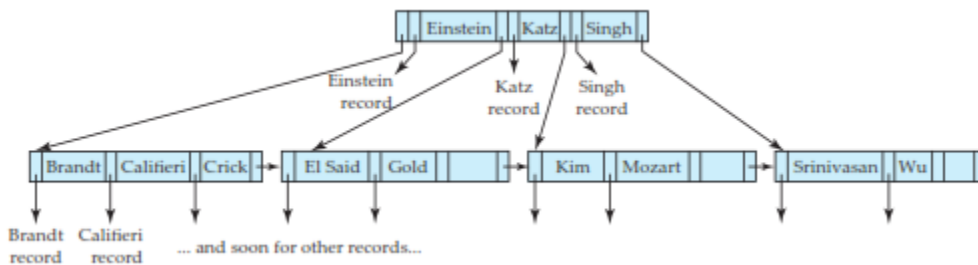 Einstein Katz Singh
Einstein record
Katz record
Singh record
Brandt Califieri Crick El Said Gold Kim Mozart Srinivasan Wu
Brandt record
Califieri record
... and soon for other records...